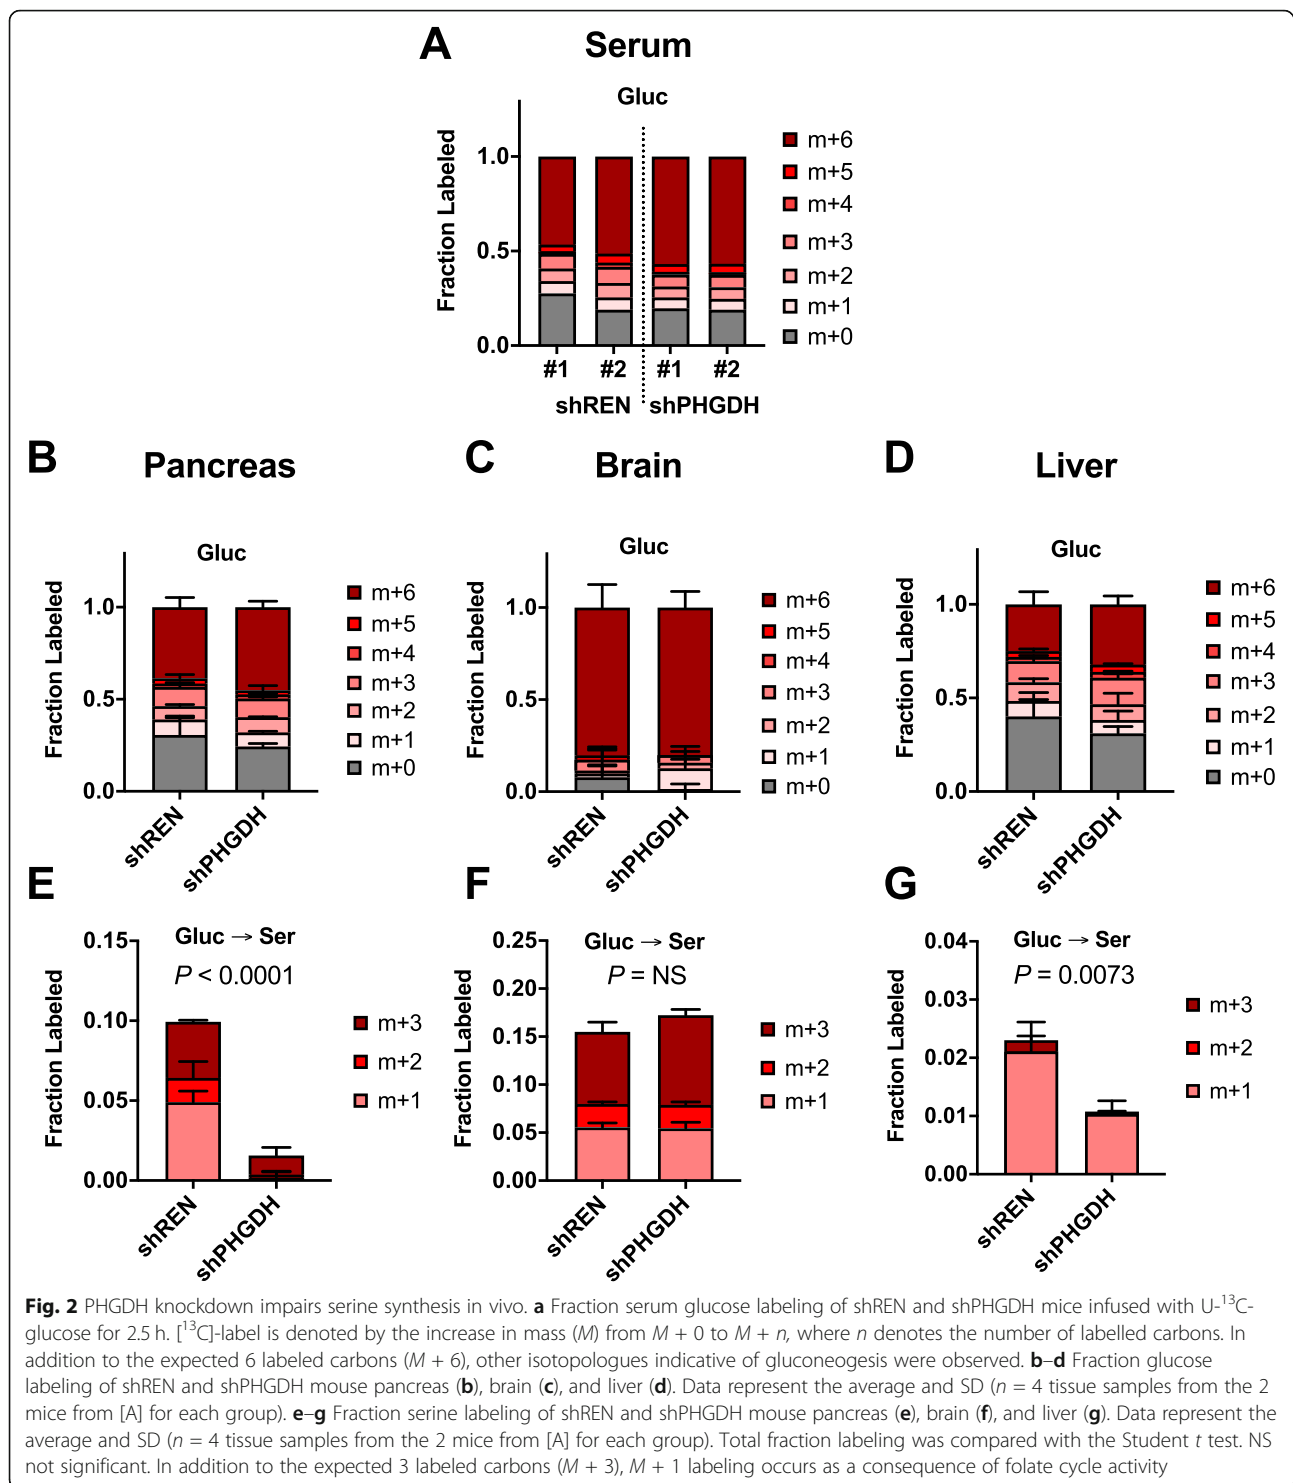 A
Serum
Gluc
Fraction Labeled
1.0
0.5
0.0
#1 #2 #1 #2
shREN shPHGDH
m+6
m+5
m+4
m+3
m+2
m+1
m+0
B
Pancreas
Gluc
Fraction Labeled
1.0
0.5
0.0
shREN
shPHGDH
m+6
m+5
m+4
m+3
m+2
m+1
m+0
C
Brain
Gluc
Fraction Labeled
1.0
0.5
0.0
shREN
shPHGDH
m+6
m+5
m+4
m+3
m+2
m+1
m+0
D
Liver
Gluc
Fraction Labeled
1.0
0.5
0.0
shREN
shPHGDH
m+6
m+5
m+4
m+3
m+2
m+1
m+0
E
Gluc → Ser
P < 0.0001
Fraction Labeled
0.15
0.10
0.05
0.00
shREN
shPHGDH
m+3
m+2
m+1
F
Gluc → Ser
P = NS
Fraction Labeled
0.25
0.20
0.15
0.10
0.05
0.00
shREN
shPHGDH
m+3
m+2
m+1
G
Gluc → Ser
P = 0.0073
Fraction Labeled
0.04
0.03
0.02
0.01
0.00
shREN
shPHGDH
m+3
m+2
m+1
Fig. 2 PHGDH knockdown impairs serine synthesis in vivo. a Fraction serum glucose labeling of shREN and shPHGDH mice infused with U-¹³C-
glucose for 2.5 h. [¹³C]-label is denoted by the increase in mass (M) from M + 0 to M + n, where n denotes the number of labelled carbons. In
addition to the expected 6 labeled carbons (M + 6), other isotopologues indicative of gluconeogesis were observed. b–d Fraction glucose
labeling of shREN and shPHGDH mouse pancreas (b), brain (c), and liver (d). Data represent the average and SD (n = 4 tissue samples from the 2
mice from [A] for each group). e–g Fraction serine labeling of shREN and shPHGDH mouse pancreas (e), brain (f), and liver (g). Data represent the
average and SD (n = 4 tissue samples from the 2 mice from [A] for each group). Total fraction labeling was compared with the Student t test. NS
not significant. In addition to the expected 3 labeled carbons (M + 3), M + 1 labeling occurs as a consequence of folate cycle activity